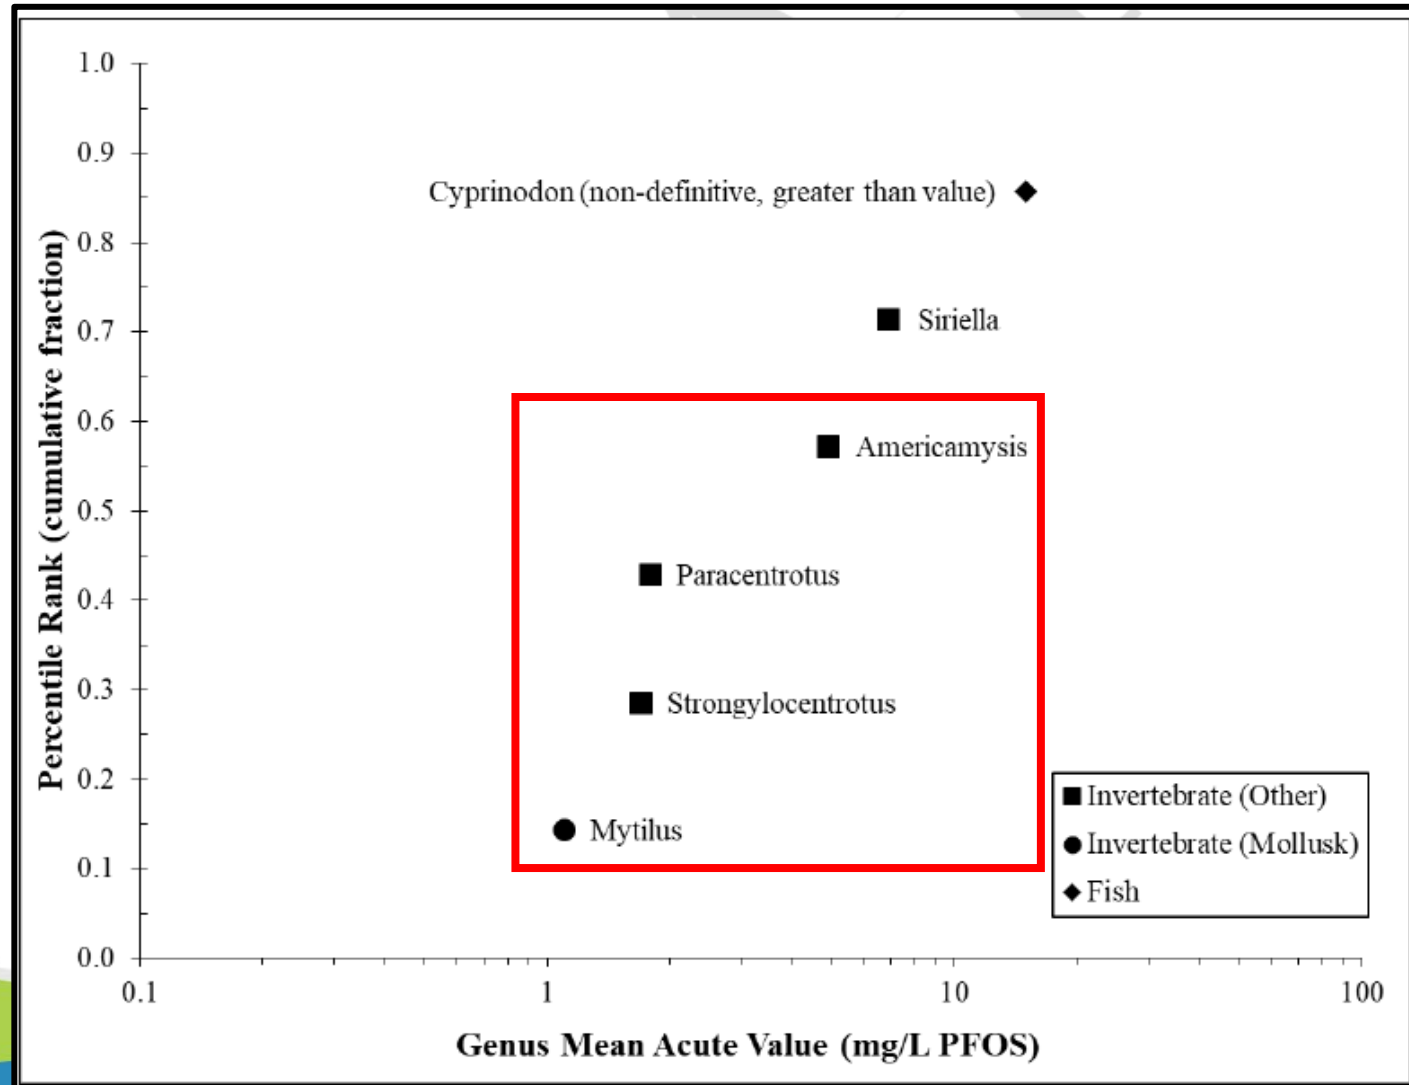 1.0
0.9
Cyprinodon (non-definitive, greater than value)
0.8
0.7
Siriella
0.6
Americamysis
0.5
Paracentrotus
0.4
0.3
Strongylocentrotus
0.2
Mytilus
0.1
0.0
Percentile Rank (cumulative fraction)
Invertebrate (Other)
Invertebrate (Mollusk)
Fish
0.1 1 10 100
Genus Mean Acute Value (mg/L PFOS)